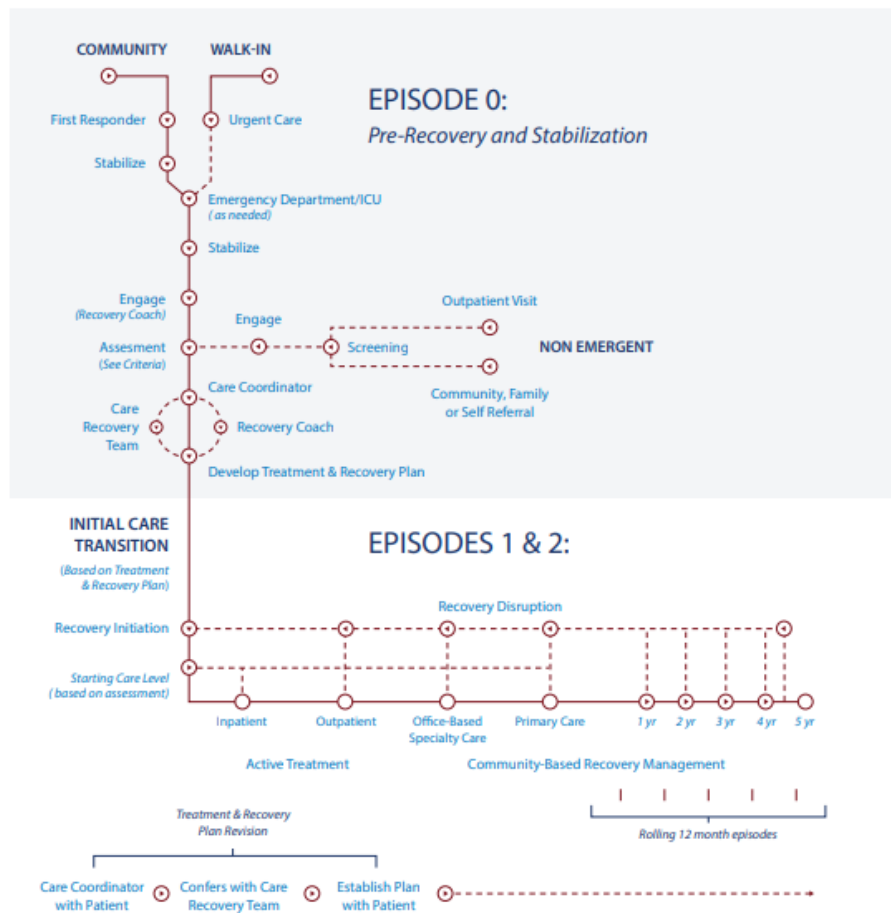 COMMUNITY
WALK-IN
EPISODE 0:
Pre-Recovery and Stabilization
First Responder
Urgent Care
Stabilize
Emergency Department/ICU
( as needed)
Stabilize
Engage
(Recovery Coach)
Engage
Outpatient Visit
Assesment
(See Criteria)
Screening
NON EMERGENT
Care Coordinator
Community, Family
or Self Referral
Care
Recovery
Team
Recovery Coach
Develop Treatment & Recovery Plan
INITIAL CARE
TRANSITION
(Based on Treatment
& Recovery Plan)
EPISODES 1 & 2:
Recovery Disruption
Recovery Initiation
Starting Care Level
( based on assessment)
Inpatient
Outpatient
Office-Based
Specialty Care
Primary Care
1 yr
2 yr
3 yr
4 yr
5 yr
Active Treatment
Community-Based Recovery Management
Rolling 12 month episodes
Treatment & Recovery
Plan Revision
Care Coordinator
with Patient
Confers with Care
Recovery Team
Establish Plan
with Patient